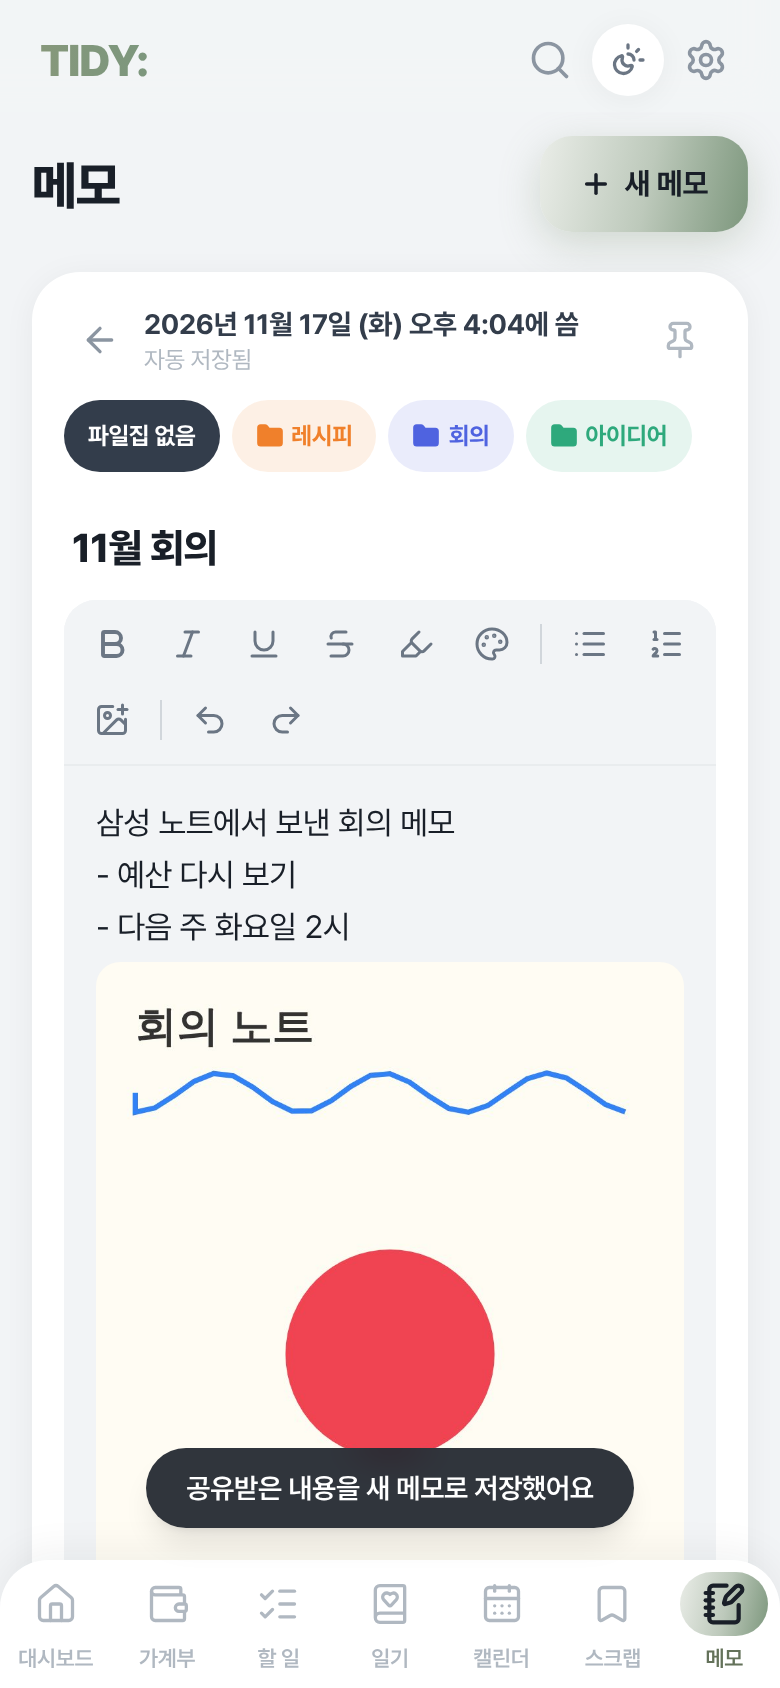 TIDY:
메모
+ 새 메모
2026년 11월 17일 (화) 오후 4:04에 씀
자동 저장됨
파일집 없음
레시피
회의
아이디어
11월 회의
삼성 노트에서 보낸 회의 메모
- 예산 다시 보기
- 다음 주 화요일 2시
회의 노트
공유받은 내용을 새 메모로 저장했어요
대시보드
가계부
할 일
일기
캘린더
스크랩
메모